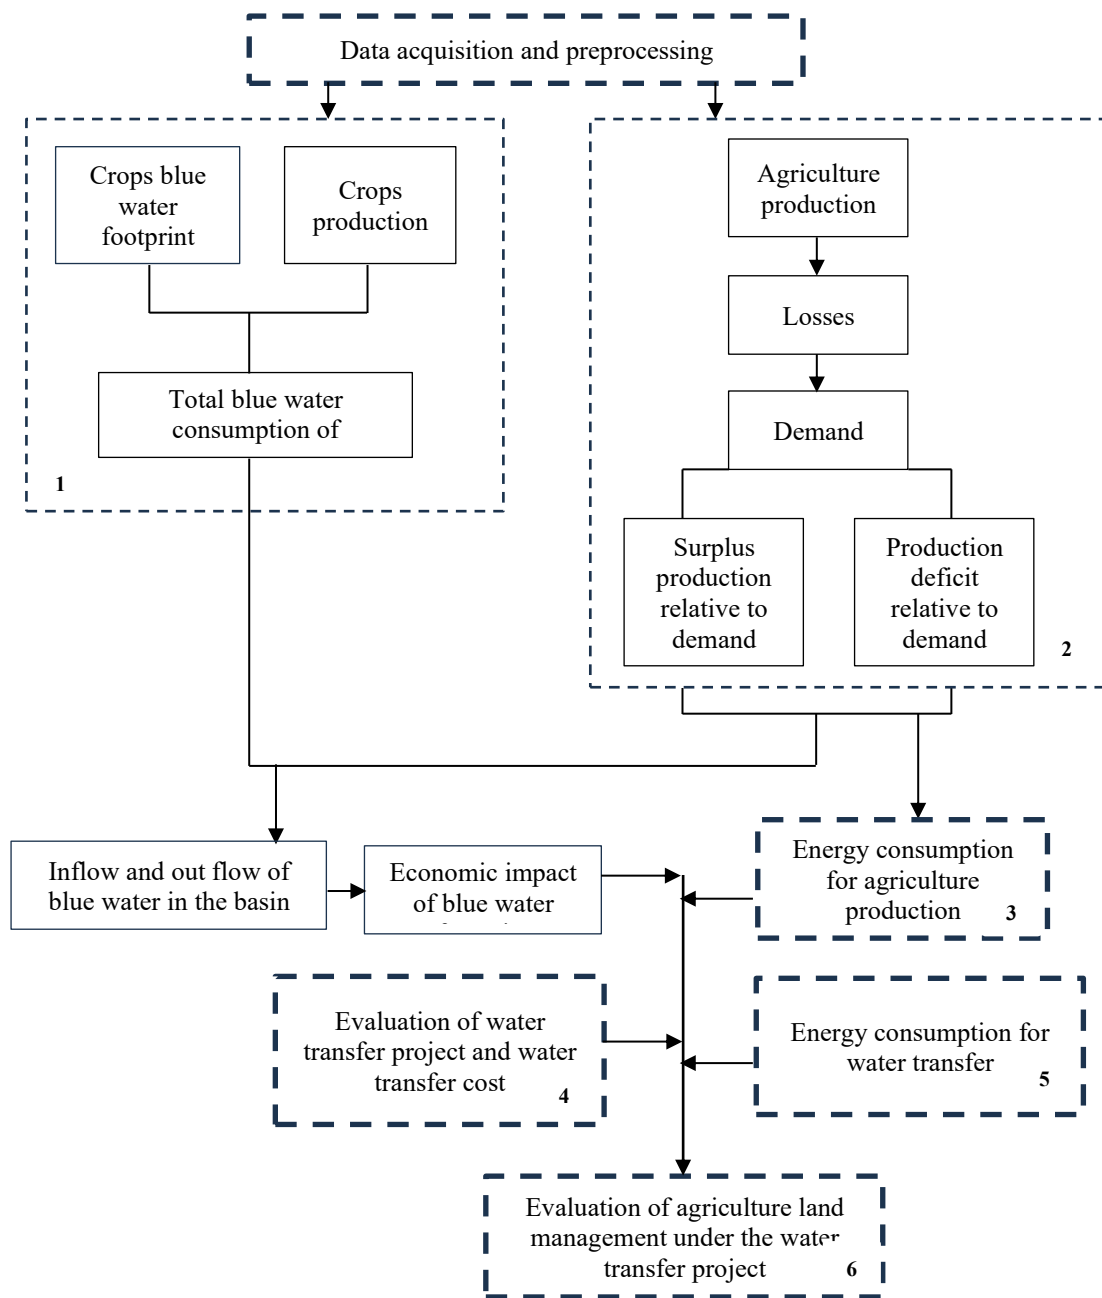 Data acquisition and preprocessing
Crops blue
water
footprint
Crops
production
Total blue water
consumption of
1
Agriculture
production
Losses
Demand
Surplus
production
relative to
demand
Production
deficit
relative to
demand
2
Inflow and out flow of
blue water in the basin
Economic impact
of blue water
Energy consumption
for agriculture
production
3
Evaluation of water
transfer project and water
transfer cost
4
Energy consumption for
water transfer
5
Evaluation of agriculture land
management under the water
transfer project
6